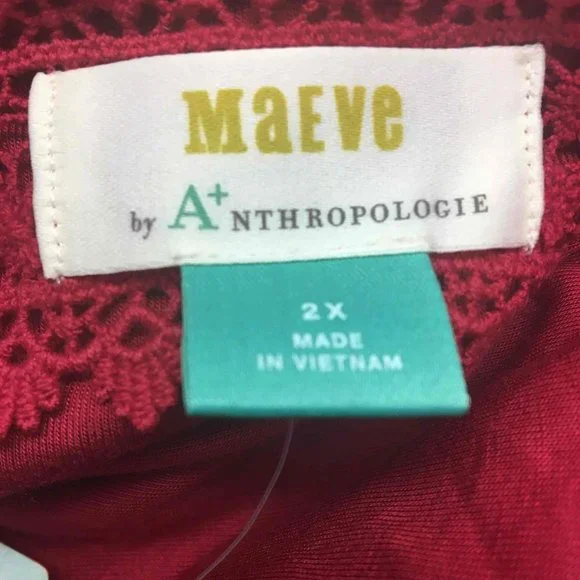 MaEVe
by A+NTHROPOLOGIE
2X
MADE
IN VIETNAM